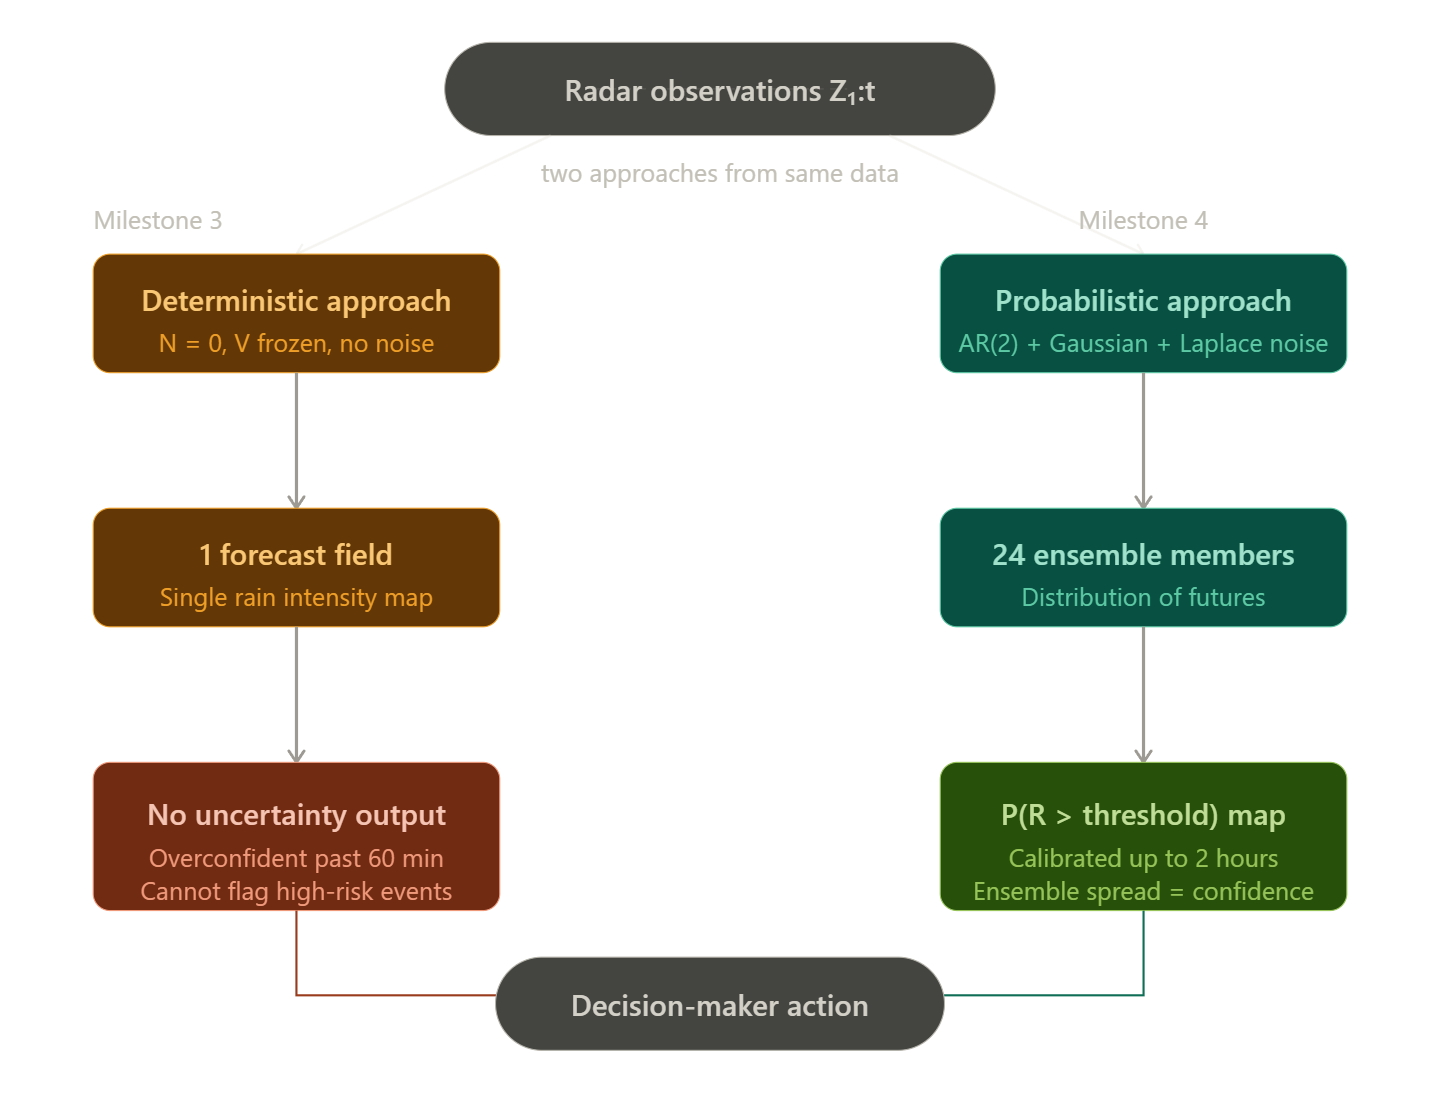 Radar observations Z₁:t
two approaches from same data
Milestone 3
Milestone 4
Deterministic approach
N = 0, V frozen, no noise
Probabilistic approach
AR(2) + Gaussian + Laplace noise
1 forecast field
Single rain intensity map
24 ensemble members
Distribution of futures
No uncertainty output
Overconfident past 60 min
Cannot flag high-risk events
P(R > threshold) map
Calibrated up to 2 hours
Ensemble spread = confidence
Decision-maker action